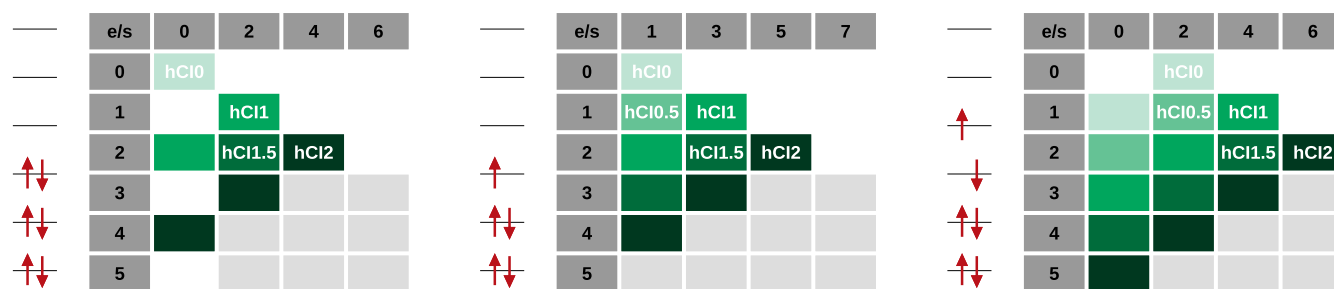 e/s 0 2 4 6
0 hCI0
1 hCI1
2 hCI1.5 hCI2
3
4
5
e/s 1 3 5 7
0 hCI0
1 hCI0.5 hCI1
2 hCI1.5 hCI2
3
4
5
e/s 0 2 4 6
0 hCI0
1 hCI0.5 hCI1
2 hCI1.5 hCI2
3
4
5